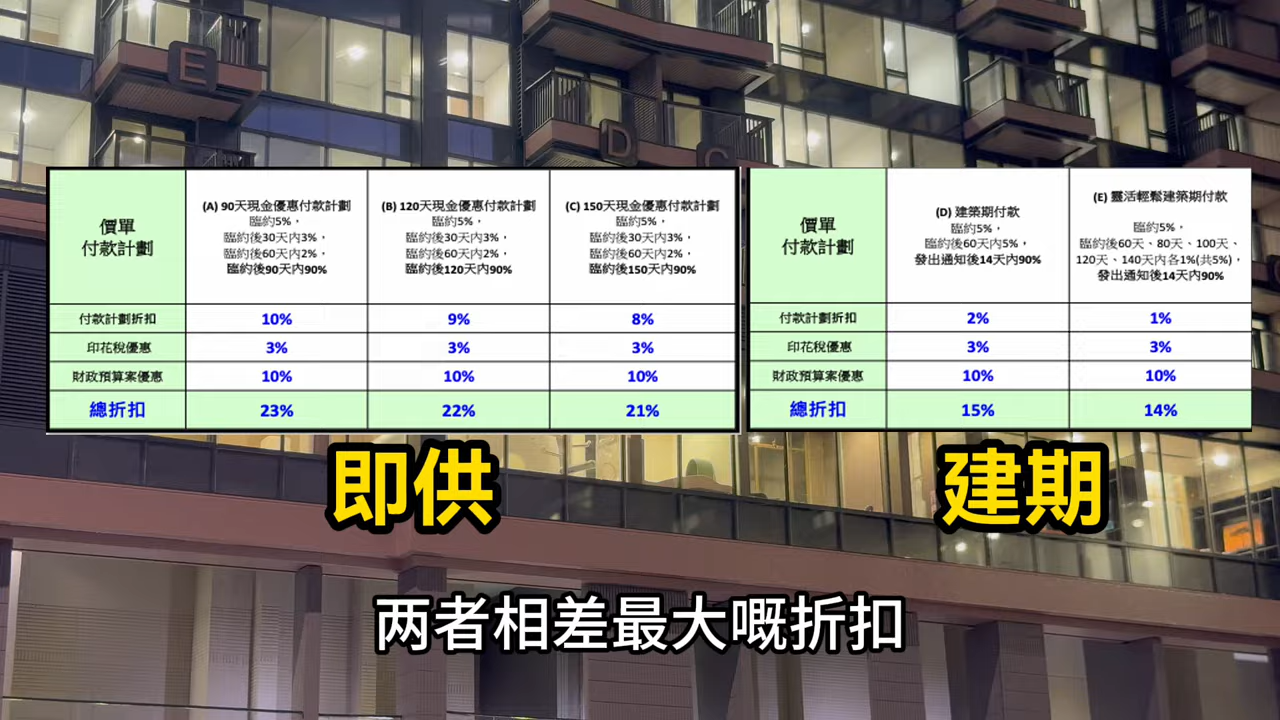 E
D
C
價單
付款計劃
(A) 90天現金優惠付款計劃
臨約5%，
臨約後30天內3%，
臨約後60天內2%，
臨約後90天內90%
(B) 120天現金優惠付款計劃
臨約5%，
臨約後30天內3%，
臨約後60天內2%，
臨約後120天內90%
(C) 150天現金優惠付款計劃
臨約5%，
臨約後30天內3%，
臨約後60天內2%，
臨約後150天內90%
付款計劃折扣 10% 9% 8%
印花稅優惠 3% 3% 3%
財政預算案優惠 10% 10% 10%
總折扣 23% 22% 21%
價單
付款計劃
(D) 建築期付款
臨約5%，
臨約後60天內5%，
發出通知後14天內90%
(E) 靈活輕鬆建築期付款
臨約5%，
臨約後60天、80天、100天、
120天、140天內各1%(共5%)，
發出通知後14天內90%
付款計劃折扣 2% 1%
印花稅優惠 3% 3%
財政預算案優惠 10% 10%
總折扣 15% 14%
即供
建期
两者相差最大嘅折扣